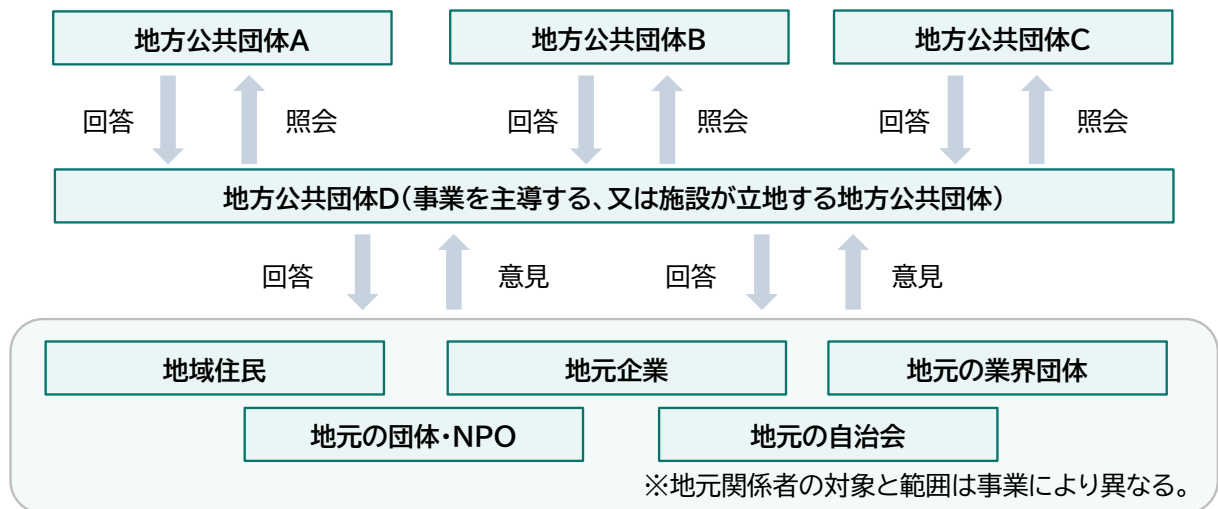 地方公共団体A
地方公共団体B
地方公共団体C
回答
照会
回答
照会
回答
照会
地方公共団体D(事業を主導する、又は施設が立地する地方公共団体)
回答
意見
回答
意見
地域住民
地元企業
地元の業界団体
地元の団体・NPO
地元の自治会
※地元関係者の対象と範囲は事業により異なる。